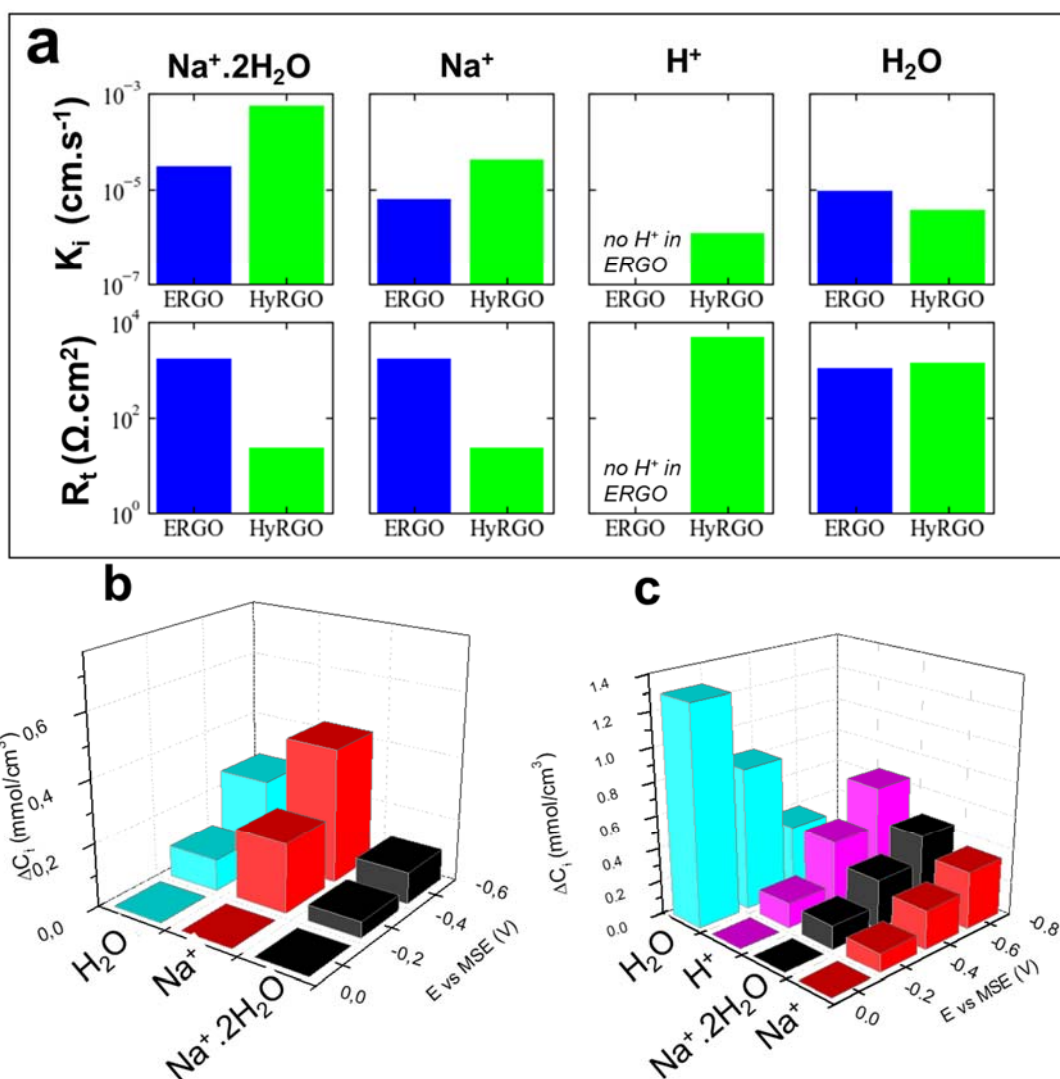 a
Na⁺.2H₂O Na⁺ H⁺ H₂O
Kᵢ (cm.s⁻¹)
10⁻³
10⁻⁵
10⁻⁷
no H⁺ in
ERGO
ERGO HyRGO ERGO HyRGO ERGO HyRGO ERGO HyRGO
Rₜ (Ω.cm²)
10⁴
10²
10⁰
no H⁺ in
ERGO
ERGO HyRGO ERGO HyRGO ERGO HyRGO ERGO HyRGO
b
ΔCᵢ (mmol/cm³)
0,6
0,4
0,2
0,0
H₂O
Na⁺
Na⁺.2H₂O
0,0
-0,2
-0,4
-0,6
E vs MSE (V)
c
ΔCᵢ (mmol/cm³)
1.4
1.2
1.0
0.8
0.6
0.4
0.2
0.0
H₂O
H⁺
Na⁺.2H₂O
Na⁺
0.0
-0.2
-0.4
-0.6
-0.8
E vs MSE (V)